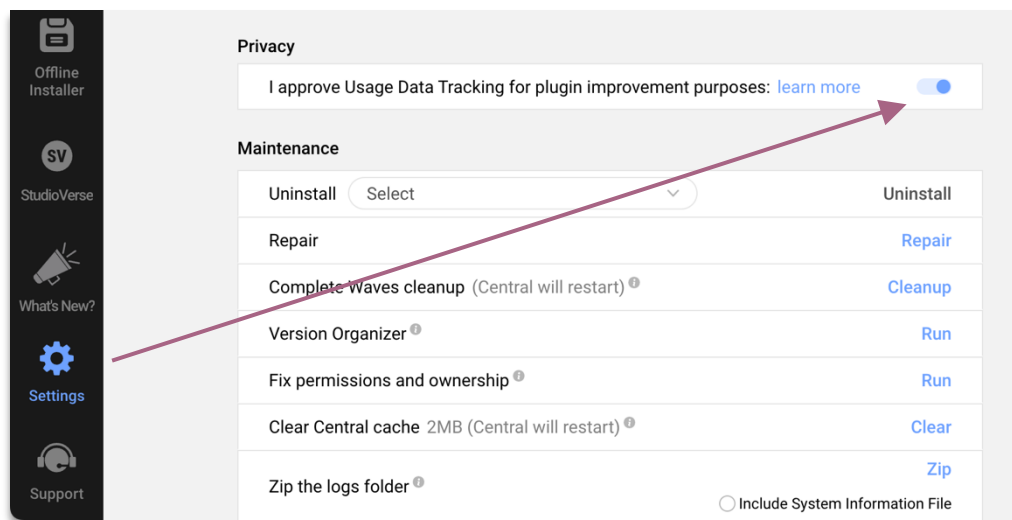 Offline
Installer
SV
StudioVerse
What's New?
Settings
Support
Privacy
I approve Usage Data Tracking for plugin improvement purposes: learn more
Maintenance
Uninstall Select Uninstall
Repair Repair
Complete Waves cleanup (Central will restart) i Cleanup
Version Organizer i Run
Fix permissions and ownership i Run
Clear Central cache 2MB (Central will restart) i Clear
Zip the logs folder i Zip
Include System Information File